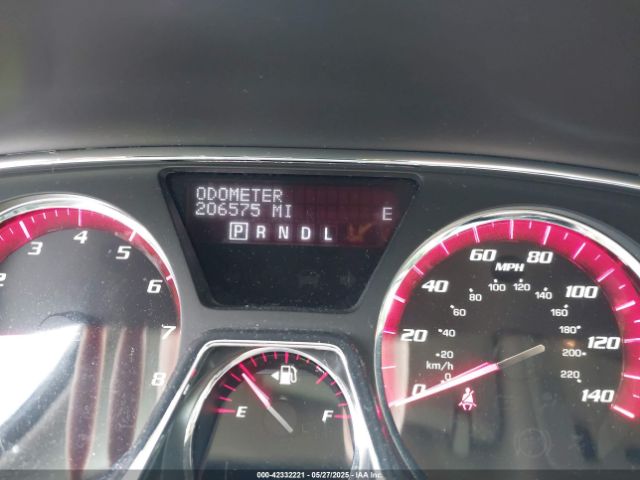 ODOMETER
206575 MI E
P R N D L
2 3 4 5 6 7 8
0 20 40 60 80 100 120 140
MPH
0 20 40 60 80 100 120 140 160 180 200 220
km/h
E F
000-42332221 - 05/27/2025 - IAA Inc.